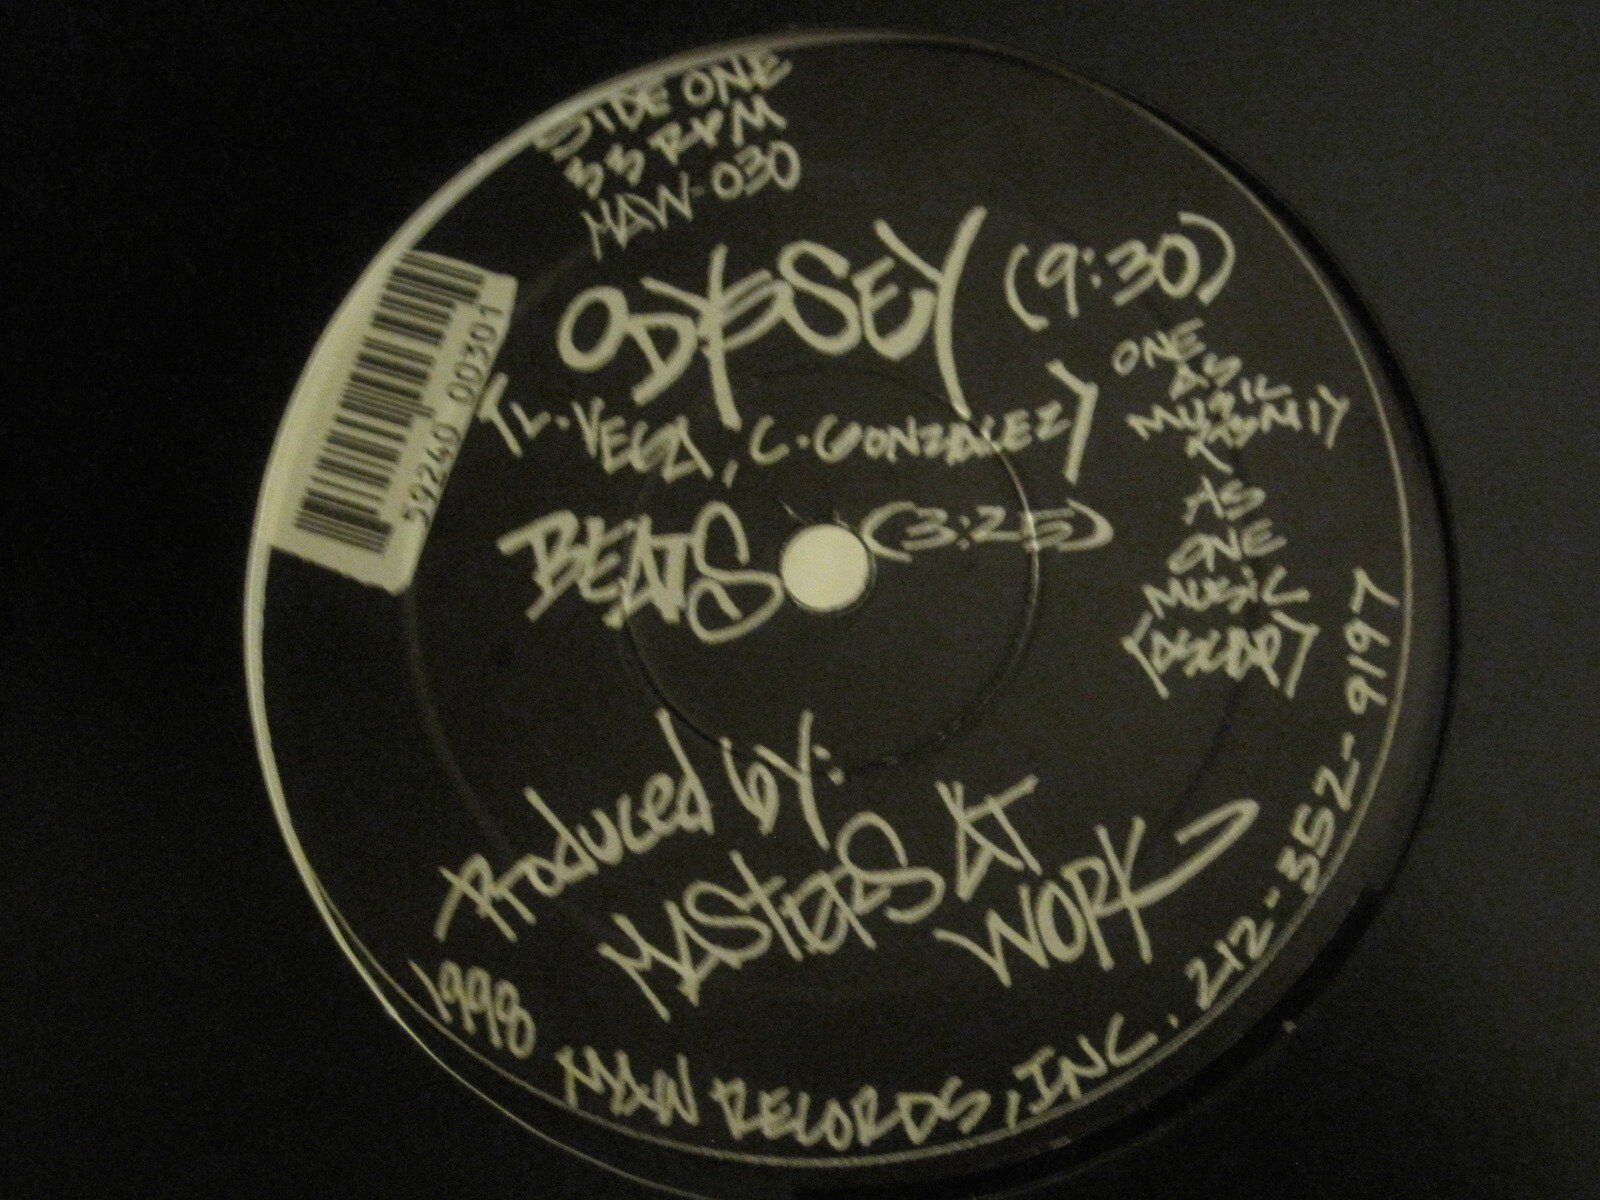 SIDE ONE
33 RPM
MAW-030
ODYSSEY (9:30)
(L. VEGA, C. GONZALEZ)
BEATS (3:25)
ONE
AS
MUSIC
AS
ONE
MUSIC
(ASCAP)
PRODUCED BY:
MASTERS AT
WORK
1998 MAW RECORDS, INC. 212-352-9197
59240 00301